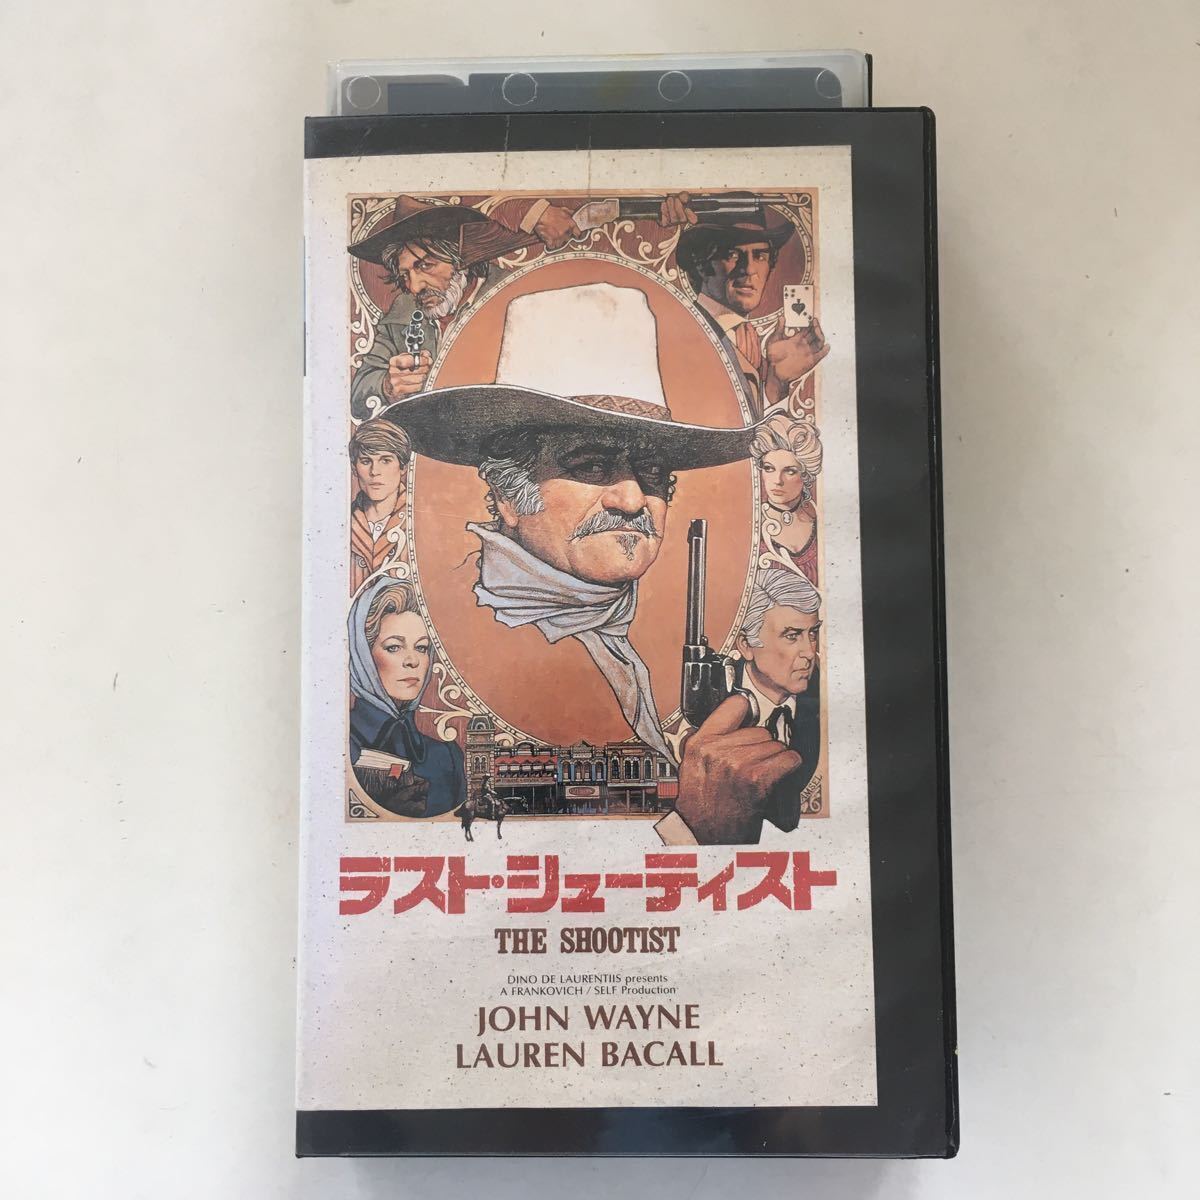 AMSEL
ラスト・シューティスト
THE SHOOTIST
DINO DE LAURENTIIS presents
A FRANKOVICH / SELF Production
JOHN WAYNE
LAUREN BACALL